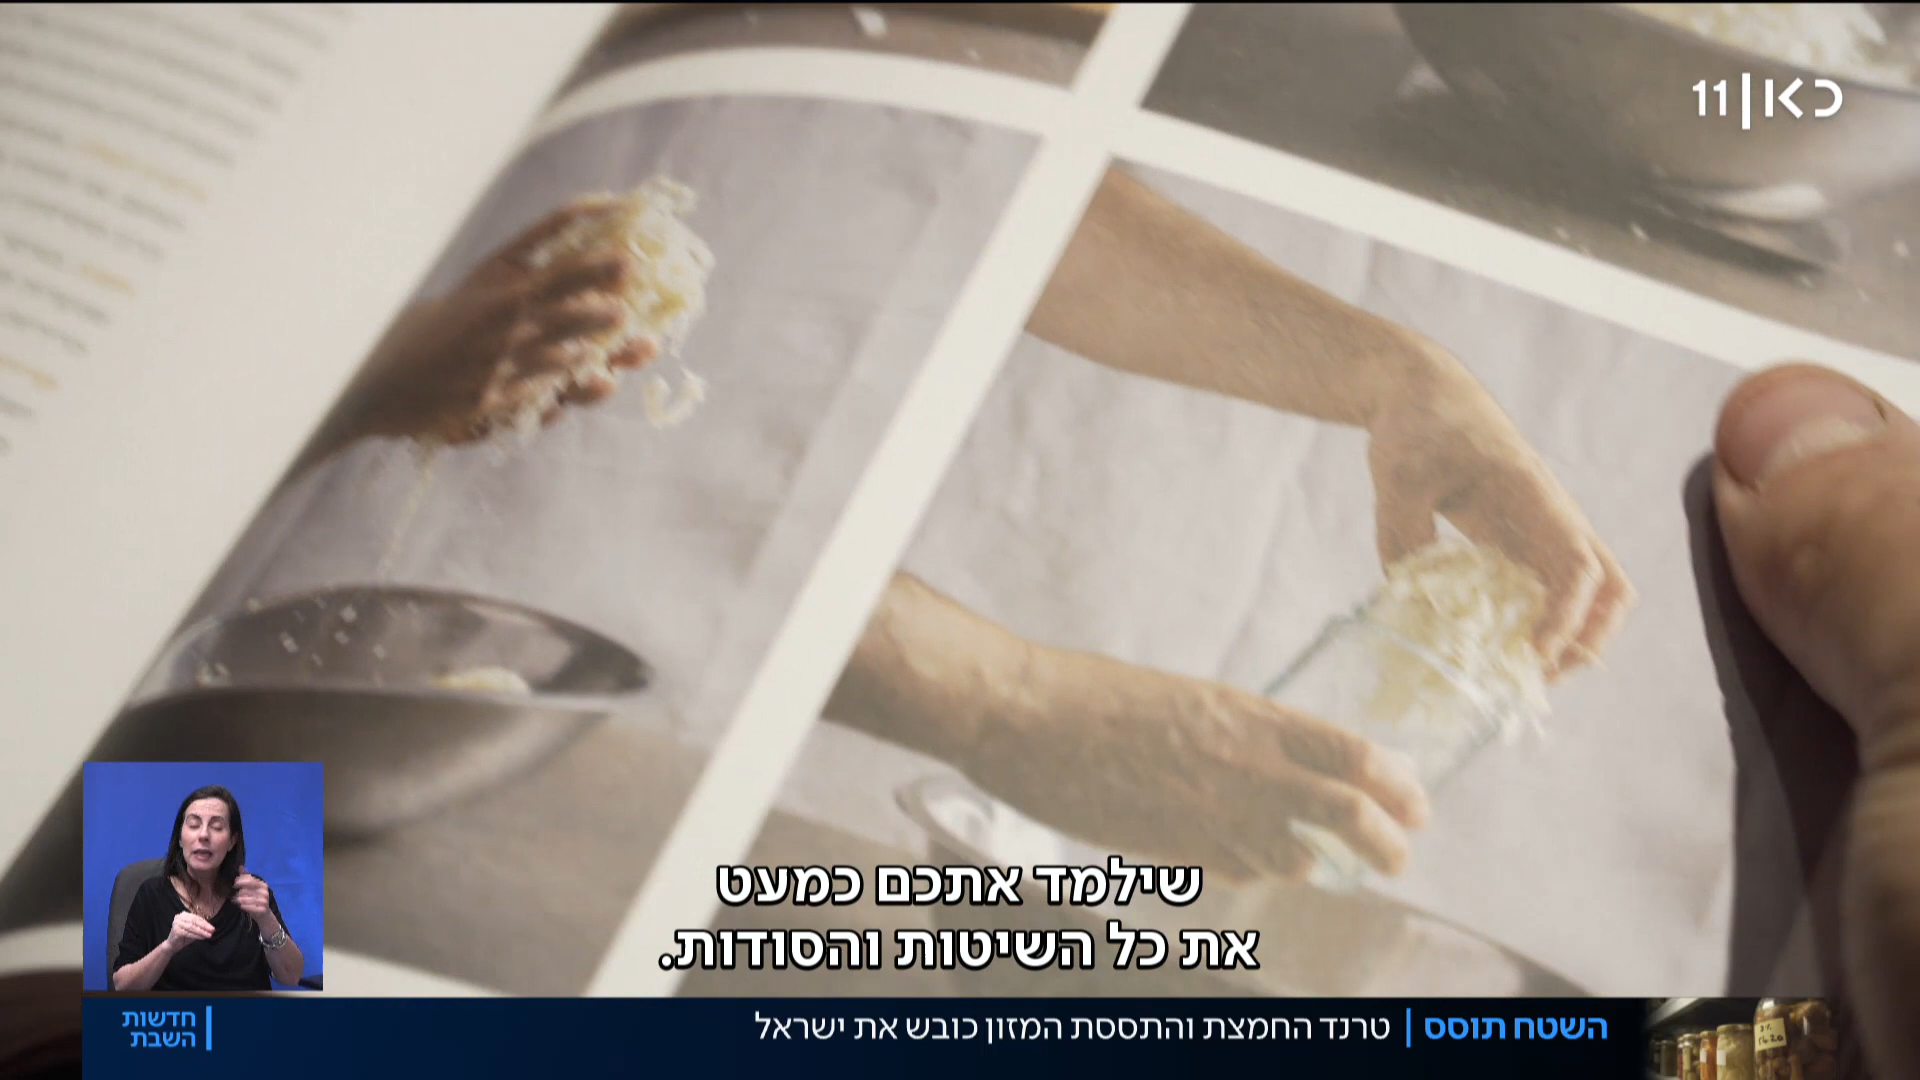 כאן 11
שילמד אתכם כמעט
את כל השיטות והסודות.
השטח תוסס | טרנד החמצת והתססת המזון כובש את ישראל
חדשות
השבת